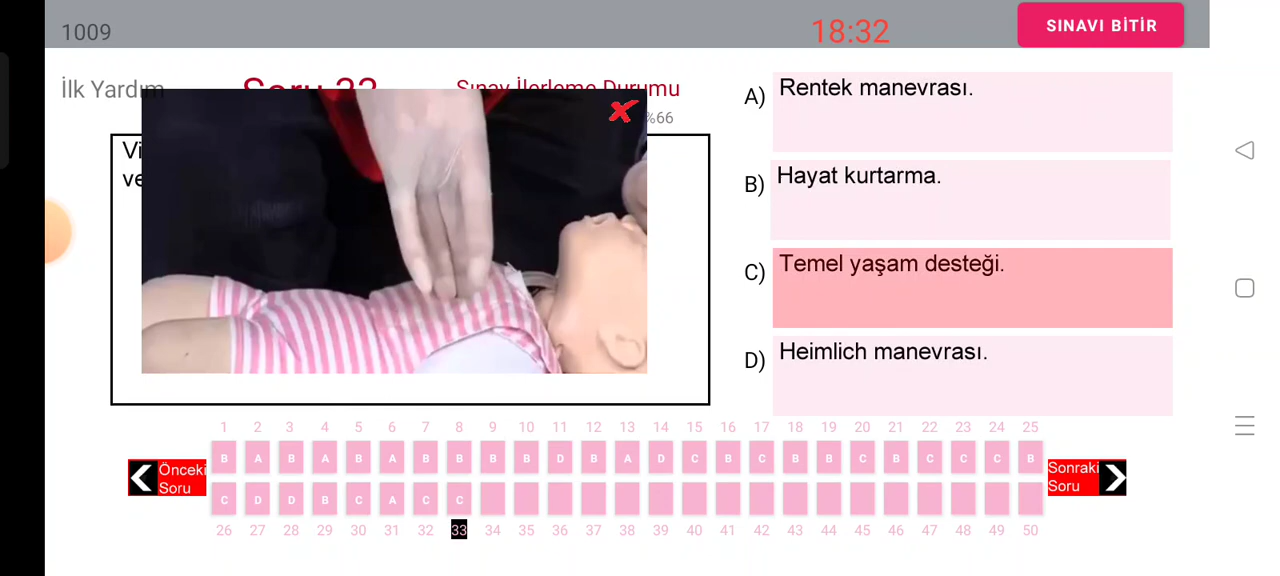 1009
18:32
SINAVI BİTİR
İlk Yardım
Soru 33
Sınav İlerleme Durumu
%66
A) Rentek manevrası.
B) Hayat kurtarma.
C) Temel yaşam desteği.
D) Heimlich manevrası.
1 2 3 4 5 6 7 8 9 10 11 12 13 14 15 16 17 18 19 20 21 22 23 24 25
B A B A B A B B B B D B A D C B C B B C B C C C B
Önceki
Soru
Sonraki
Soru
C D D B C A C C
26 27 28 29 30 31 32 33 34 35 36 37 38 39 40 41 42 43 44 45 46 47 48 49 50